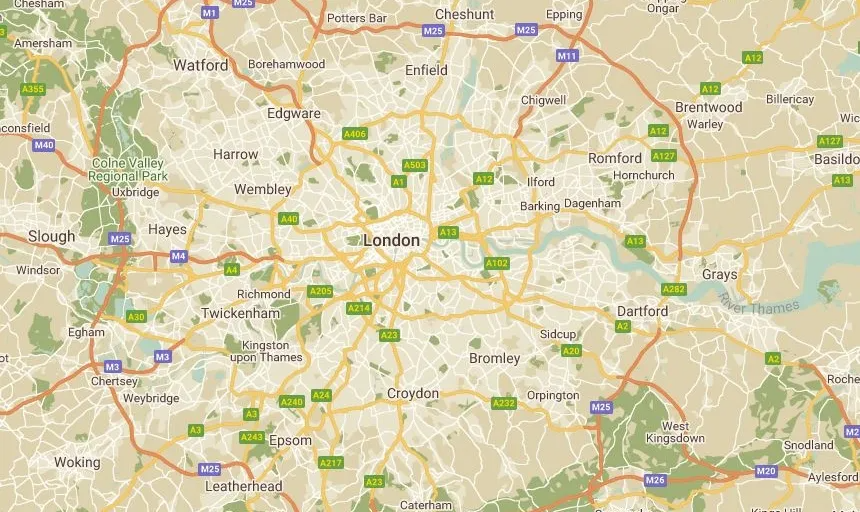 Chesham
M25
M1
Potters Bar
Cheshunt
Epping
Ongar
M25
M25
Amersham
M11
Watford
Borehamwood
Enfield
A12
A355
A12
Chigwell
Brentwood
Billericay
Edgware
Warley
A406
A12
M40
A127
Harrow
A503
A127
Romford
Colne Valley
Regional Park
A1
A12
Hornchurch
A13
Uxbridge
Wembley
Ilford
Barking
Dagenham
A40
Hayes
A13
Slough
M25
London
A13
M4
A102
Windsor
A4
Grays
Richmond
A205
A282
River Thames
A30
Twickenham
A214
Dartford
Egham
A23
A2
Sidcup
Kingston
upon Thames
M3
A20
Bromley
A2
M3
Chertsey
Croydon
Weybridge
A24
A240
A232
Orpington
M25
A3
A3
A243
Epsom
West
Kingsdown
Snodland
Woking
A217
M25
M20
Leatherhead
A23
M26
Aylesford
Caterham